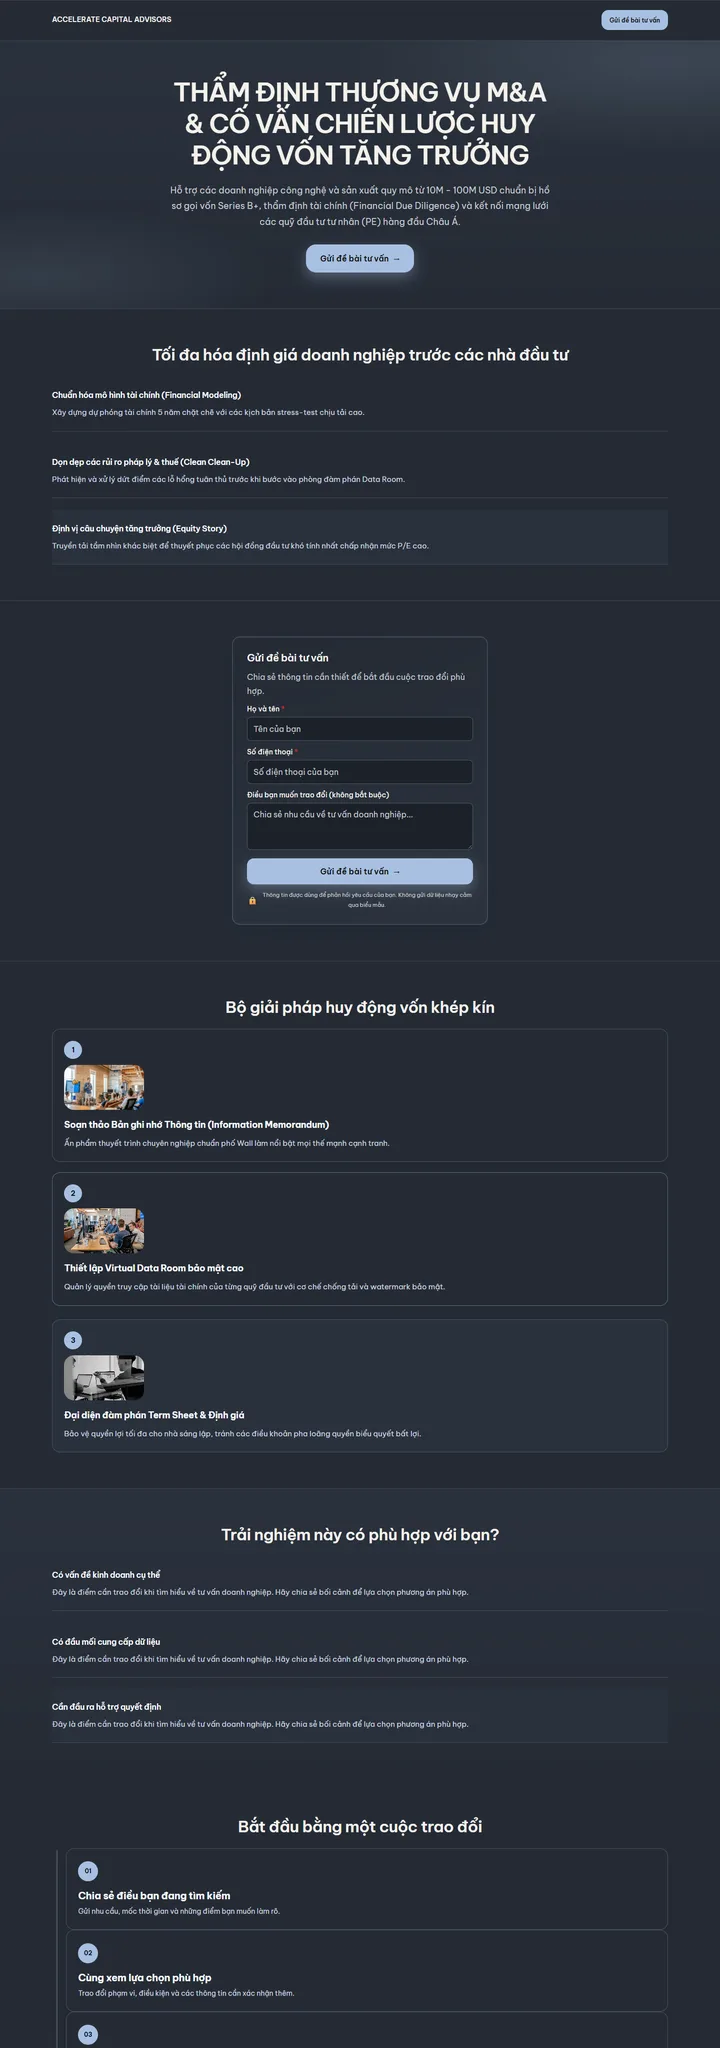 ACCELERATE CAPITAL ADVISORS
Gửi đề bài tư vấn
THẨM ĐỊNH THƯƠNG VỤ M&A
& CỐ VẤN CHIẾN LƯỢC HUY
ĐỘNG VỐN TĂNG TRƯỞNG
Hỗ trợ các doanh nghiệp công nghệ và sản xuất quy mô từ 10M - 100M USD chuẩn bị hồ
sơ gọi vốn Series B+, thẩm định tài chính (Financial Due Diligence) và kết nối mạng lưới
các quỹ đầu tư tư nhân (PE) hàng đầu Châu Á.
Gửi đề bài tư vấn →
Tối đa hóa định giá doanh nghiệp trước các nhà đầu tư
Chuẩn hóa mô hình tài chính (Financial Modeling)
Xây dựng dự phóng tài chính 5 năm chặt chẽ với các kịch bản stress-test chịu tải cao.
Dọn dẹp các rủi ro pháp lý & thuế (Clean Clean-Up)
Phát hiện và xử lý dứt điểm các lỗ hổng tuân thủ trước khi bước vào phòng đàm phán Data Room.
Định vị câu chuyện tăng trưởng (Equity Story)
Truyền tải tầm nhìn khác biệt để thuyết phục các hội đồng đầu tư khó tính nhất chấp nhận mức P/E cao.
Gửi đề bài tư vấn
Chia sẻ thông tin cần thiết để bắt đầu cuộc trao đổi phù
hợp.
Họ và tên *
Tên của bạn
Số điện thoại *
Số điện thoại của bạn
Điều bạn muốn trao đổi (không bắt buộc)
Chia sẻ nhu cầu về tư vấn doanh nghiệp...
Gửi đề bài tư vấn →
Thông tin được dùng để phản hồi yêu cầu của bạn. Không gửi dữ liệu nhạy cảm
qua biểu mẫu.
Bộ giải pháp huy động vốn khép kín
1
Soạn thảo Bản ghi nhớ Thông tin (Information Memorandum)
Ấn phẩm thuyết trình chuyên nghiệp chuẩn phố Wall làm nổi bật mọi thế mạnh cạnh tranh.
2
Thiết lập Virtual Data Room bảo mật cao
Quản lý quyền truy cập tài liệu tài chính của từng quỹ đầu tư với cơ chế chống tải và watermark bảo mật.
3
Đại diện đàm phán Term Sheet & Định giá
Bảo vệ quyền lợi tối đa cho nhà sáng lập, tránh các điều khoản pha loãng quyền biểu quyết bất lợi.
Trải nghiệm này có phù hợp với bạn?
Có vấn đề kinh doanh cụ thể
Đây là điểm cần trao đổi khi tìm hiểu về tư vấn doanh nghiệp. Hãy chia sẻ bối cảnh để lựa chọn phương án phù hợp.
Có đầu mối cung cấp dữ liệu
Đây là điểm cần trao đổi khi tìm hiểu về tư vấn doanh nghiệp. Hãy chia sẻ bối cảnh để lựa chọn phương án phù hợp.
Cần đầu ra hỗ trợ quyết định
Đây là điểm cần trao đổi khi tìm hiểu về tư vấn doanh nghiệp. Hãy chia sẻ bối cảnh để lựa chọn phương án phù hợp.
Bắt đầu bằng một cuộc trao đổi
01
Chia sẻ điều bạn đang tìm kiếm
Gửi nhu cầu, mốc thời gian và những điểm bạn muốn làm rõ.
02
Cùng xem lựa chọn phù hợp
Trao đổi phạm vi, điều kiện và các thông tin cần xác nhận thêm.
03